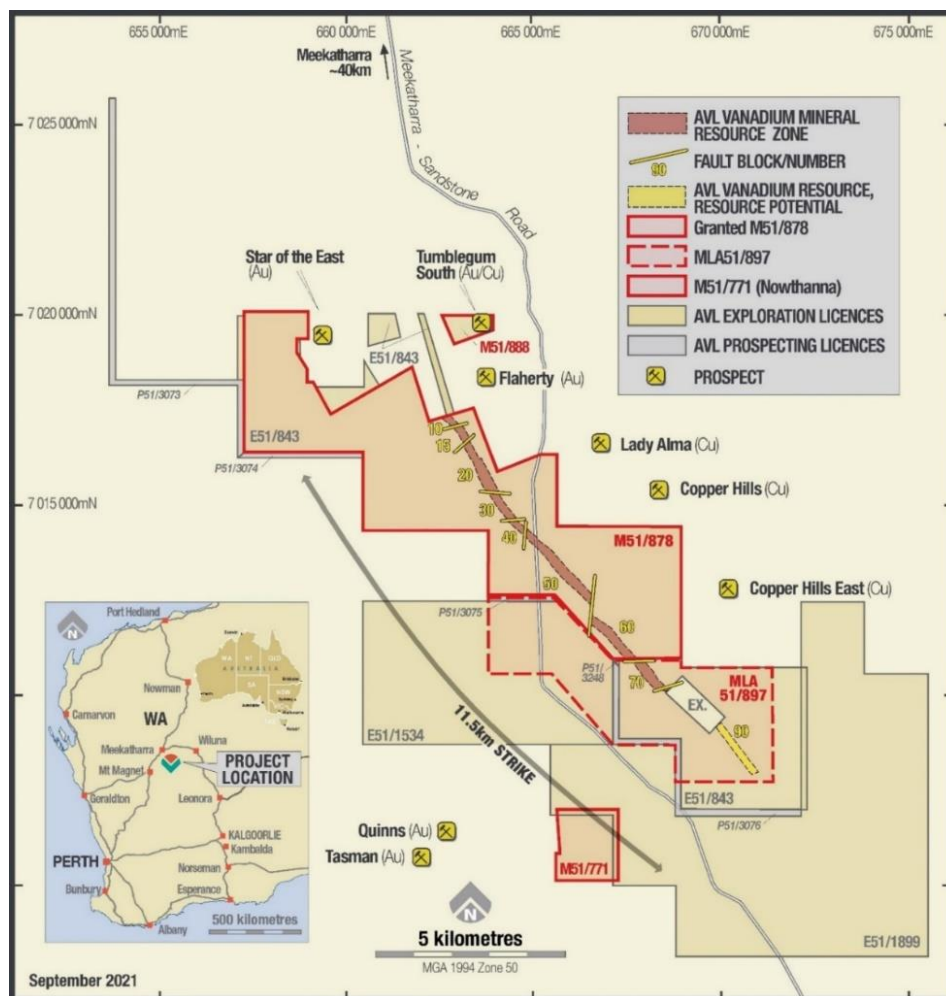 655 000mE
660 000mE
665 000mE
670 000mE
675 000mE
7 025 000mN
7 020 000mN
7 015 000mN
Meekatharra
~40km
Meekatharra - Sandstone Road
AVL VANADIUM MINERAL
RESOURCE ZONE
90
FAULT BLOCK/NUMBER
AVL VANADIUM RESOURCE,
RESOURCE POTENTIAL
Granted M51/878
MLA51/897
M51/771 (Nowthanna)
AVL EXPLORATION LICENCES
AVL PROSPECTING LICENCES
PROSPECT
Star of the East
(Au)
Tumblegum
South (Au/Cu)
E51/843
M51/888
Flaherty (Au)
P51/3073
E51/843
P51/3074
10
15
20
30
40
50
60
70
90
Lady Alma (Cu)
Copper Hills (Cu)
M51/878
Copper Hills East (Cu)
P51/3075
P51/
3248
MLA
51/897
EX.
E51/1534
11.5km STRIKE
E51/843
P51/3076
Quinns (Au)
Tasman (Au)
M51/771
E51/1899
N
5 kilometres
MGA 1994 Zone 50
September 2021
N
Port Hedland
Newman
Carnarvon
WA
Meekatharra
Wiluna
Mt Magnet
PROJECT
LOCATION
Geraldton
Leonora
KALGOORLIE
Kambalda
PERTH
Norseman
Bunbury
Esperance
Albany
500 kilometres
WA
NT
QLD
AUSTRALIA
SA
NSW